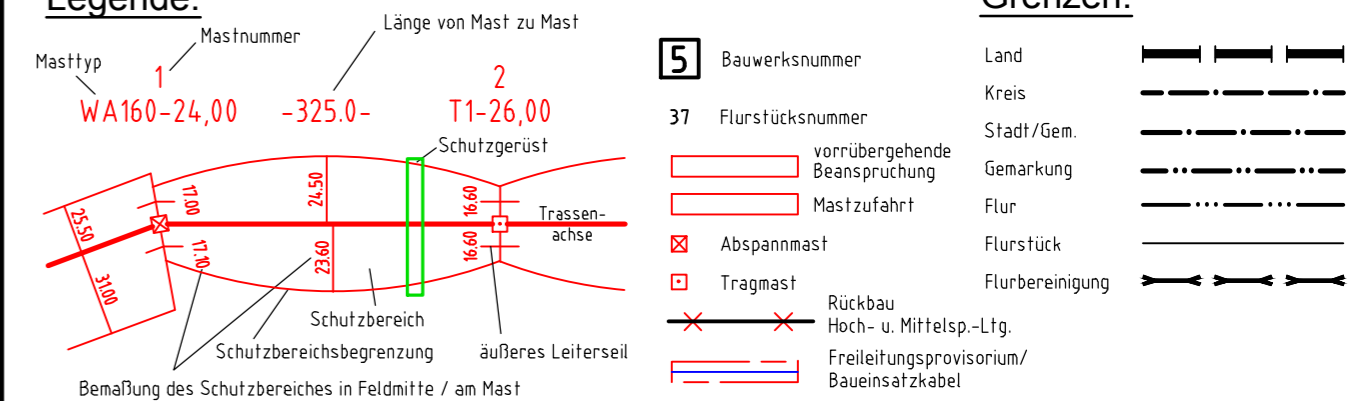 Legende:
Mastnummer
Länge von Mast zu Mast
Masttyp
1
2
WA160-24,00
-325.0-
T1-26,00
Schutzgerüst
17.00
24.50
16.60
25.50
Trassen-
achse
17.10
23.60
16.60
31.00
Schutzbereich
Schutzbereichsbegrenzung
äußeres Leiterseil
Bemaßung des Schutzbereiches in Feldmitte / am Mast
5
Bauwerksnummer
37
Flurstücksnummer
vorrübergehende
Beanspruchung
Mastzufahrt
Abspannmast
Tragmast
Rückbau
Hoch- u. Mittelsp.-Ltg.
Freileitungsprovisorium/
Baueinsatzkabel
Grenzen:
Land
Kreis
Stadt/Gem.
Gemarkung
Flur
Flurstück
Flurbereinigung